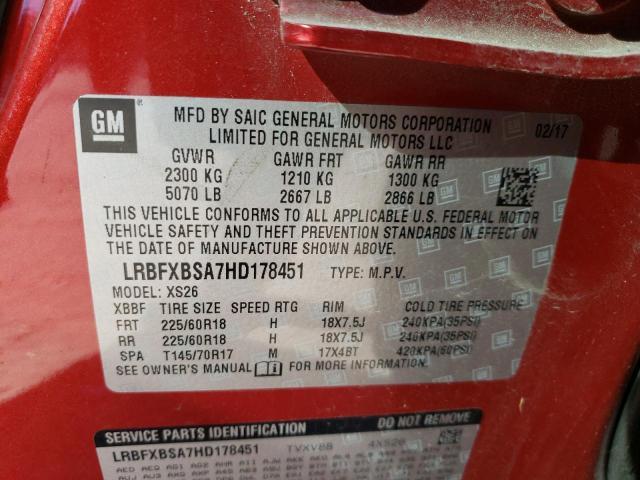 GM
MFD BY SAIC GENERAL MOTORS CORPORATION 02/17
LIMITED FOR GENERAL MOTORS LLC
GVWR GAWR FRT GAWR RR
2300 KG 1210 KG 1300 KG
5070 LB 2667 LB 2866 LB
THIS VEHICLE CONFORMS TO ALL APPLICABLE U.S. FEDERAL MOTOR
VEHICLE SAFETY AND THEFT PREVENTION STANDARDS IN EFFECT ON
THE DATE OF MANUFACTURE SHOWN ABOVE.
LRBFXBSA7HD178451 TYPE: M.P.V.
MODEL: XS26
XBBF TIRE SIZE SPEED RTG RIM COLD TIRE PRESSURE
FRT 225/60R18 H 18X7.5J 240KPA(35PSI)
RR 225/60R18 H 18X7.5J 240KPA(35PSI)
SPA T145/70R17 M 17X4BT 420KPA(60PSI)
SEE OWNER'S MANUAL FOR MORE INFORMATION.
SERVICE PARTS IDENTIFICATION DO NOT REMOVE
LRBFXBSA7HD178451 TVXV8B 4XS26